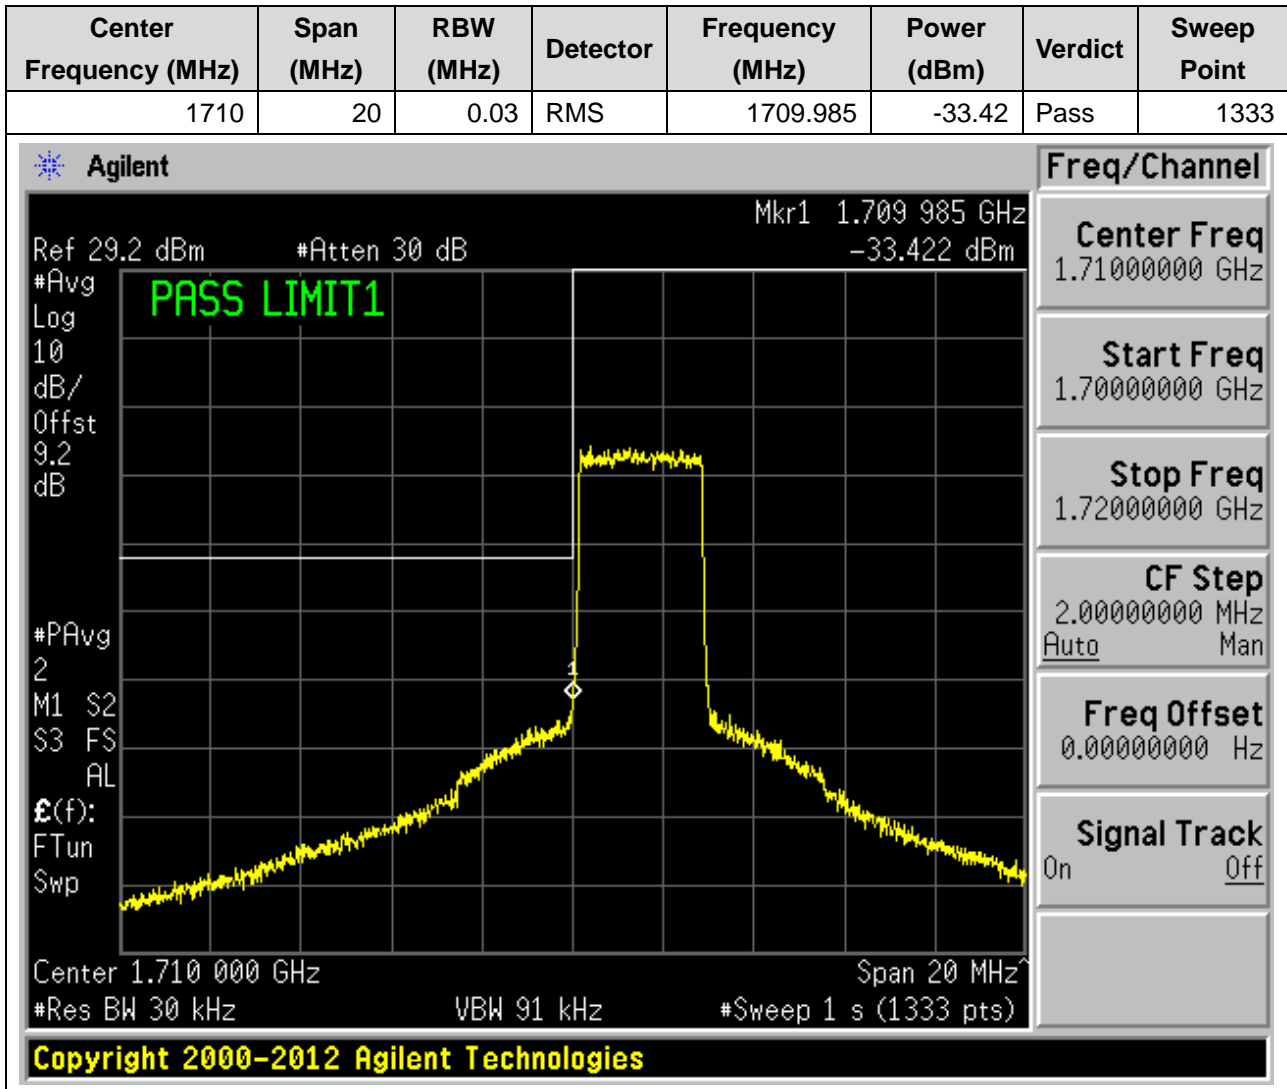 Center Frequency (MHz) Span (MHz) RBW (MHz) Detector Frequency (MHz) Power (dBm) Verdict Sweep Point
1710 20 0.03 RMS 1709.985 -33.42 Pass 1333
Agilent
Freq/Channel
Mkr1 1.709 985 GHz
Ref 29.2 dBm #Atten 30 dB -33.422 dBm
#Avg
Log
10
dB/
Offst
9.2
dB
PASS LIMIT1
1
#PAvg
2
M1 S2
S3 FS
AL
£(f):
FTun
Swp
Center 1.710 000 GHz Span 20 MHz^
#Res BW 30 kHz VBW 91 kHz #Sweep 1 s (1333 pts)
Center Freq
1.71000000 GHz
Start Freq
1.70000000 GHz
Stop Freq
1.72000000 GHz
CF Step
2.00000000 MHz
Auto Man
Freq Offset
0.00000000 Hz
Signal Track
On Off
Copyright 2000-2012 Agilent Technologies